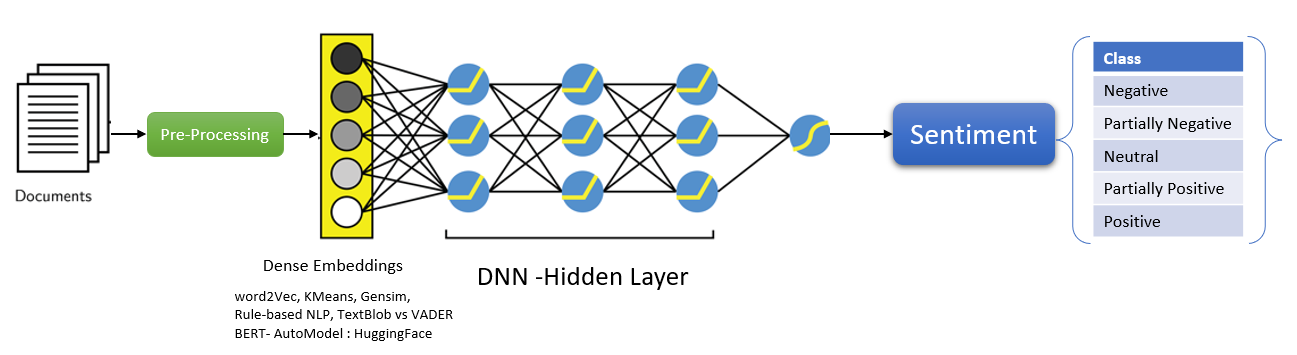 Documents
Pre-Processing
Dense Embeddings
word2Vec, KMeans, Gensim,
Rule-based NLP, TextBlob vs VADER
BERT- AutoModel : HuggingFace
DNN -Hidden Layer
Sentiment
Class
Negative
Partially Negative
Neutral
Partially Positive
Positive